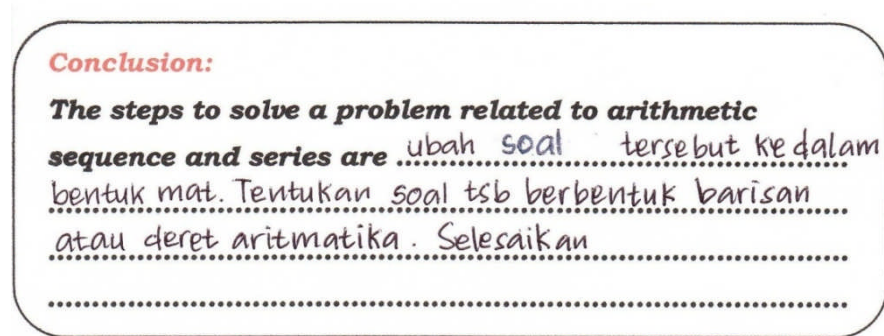 Conclusion:
The steps to solve a problem related to arithmetic
sequence and series are ubah soal tersebut ke dalam
bentuk mat. Tentukan soal tsb berbentuk barisan
atau deret aritmatika. Selesaikan